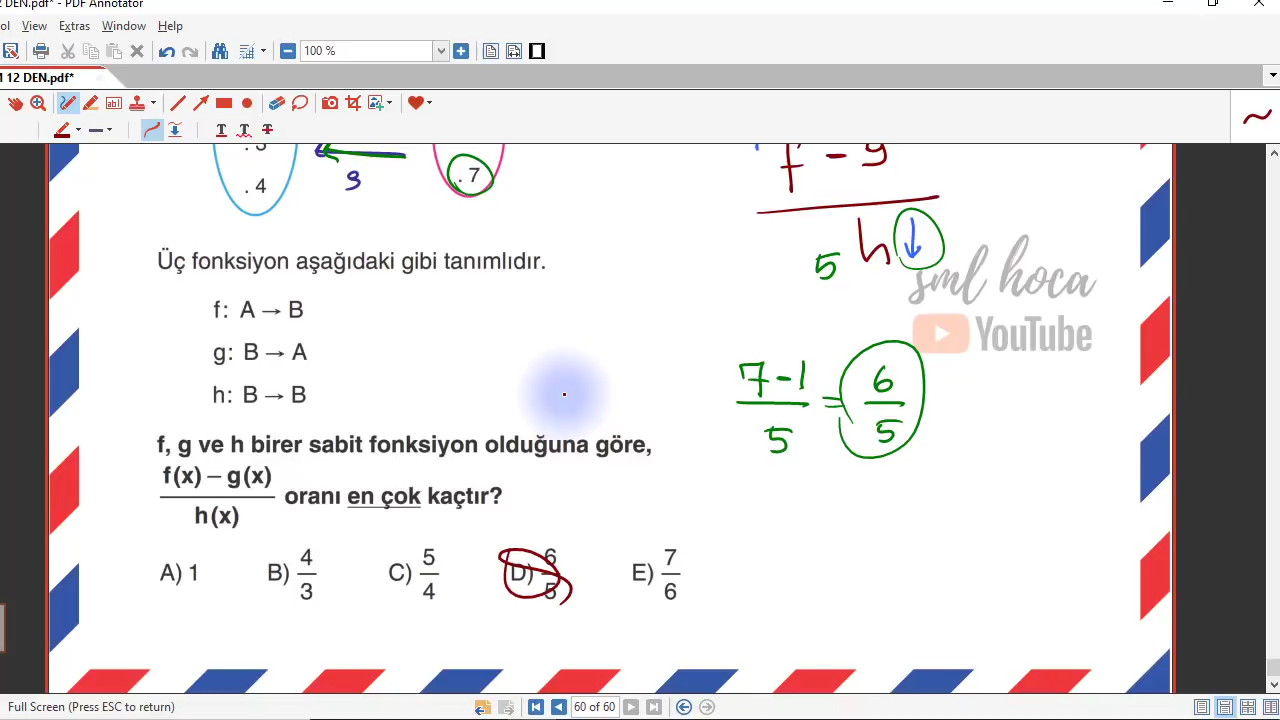 12 DEN.pdf* - PDF Annotator
ol View Extras Window Help
100 %
12 DEN.pdf*
. 4
. 7
g
f - g
h
5
Üç fonksiyon aşağıdaki gibi tanımlıdır.
f: A → B
g: B → A
h: B → B
sml hoca
YouTube
7-1
5
=
6
5
f, g ve h birer sabit fonksiyon olduğuna göre,
f(x) – g(x)
h(x)
oranı en çok kaçtır?
A) 1 B) 4/3 C) 5/4 D) 6/5 E) 7/6
Full Screen (Press ESC to return)
60 of 60